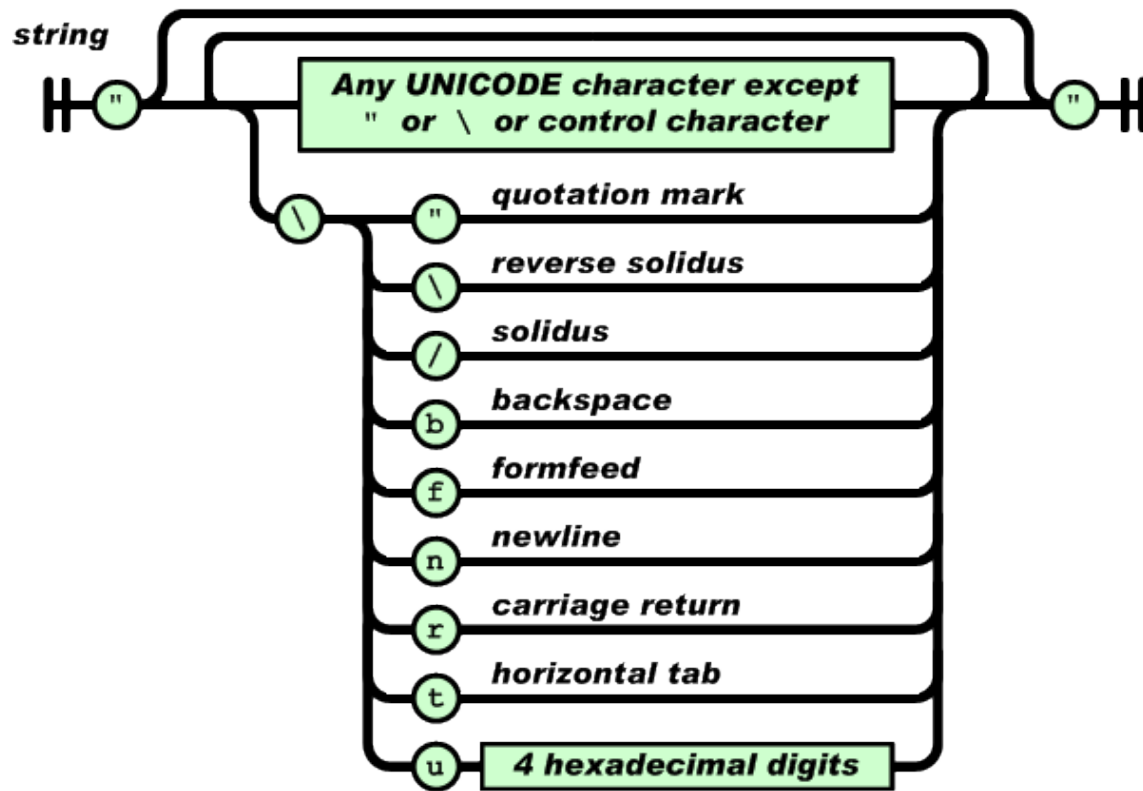 string
"
Any UNICODE character except
" or \ or control character
"
\
" quotation mark
\ reverse solidus
/ solidus
b backspace
f formfeed
n newline
r carriage return
t horizontal tab
u 4 hexadecimal digits